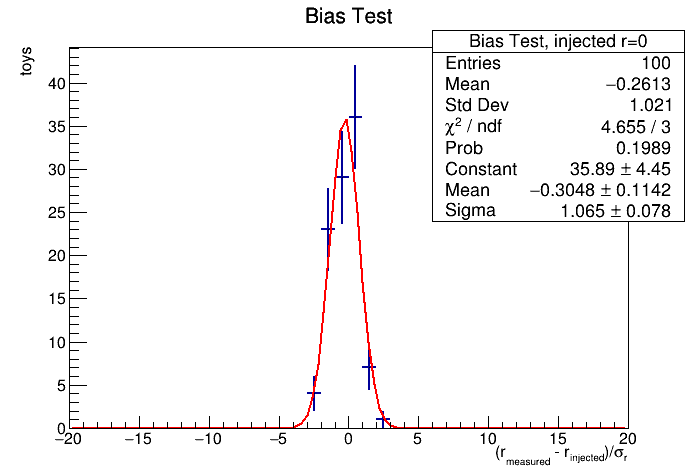 Bias Test
toys
Bias Test, injected r=0
Entries 100
Mean −0.2613
Std Dev 1.021
χ² / ndf 4.655 / 3
Prob 0.1989
Constant 35.89 ± 4.45
Mean −0.3048 ± 0.1142
Sigma 1.065 ± 0.078
40
35
30
25
20
15
10
5
0
−20 −15 −10 −5 0 5 10 15 20
(r_measured - r_injected)/σ_r